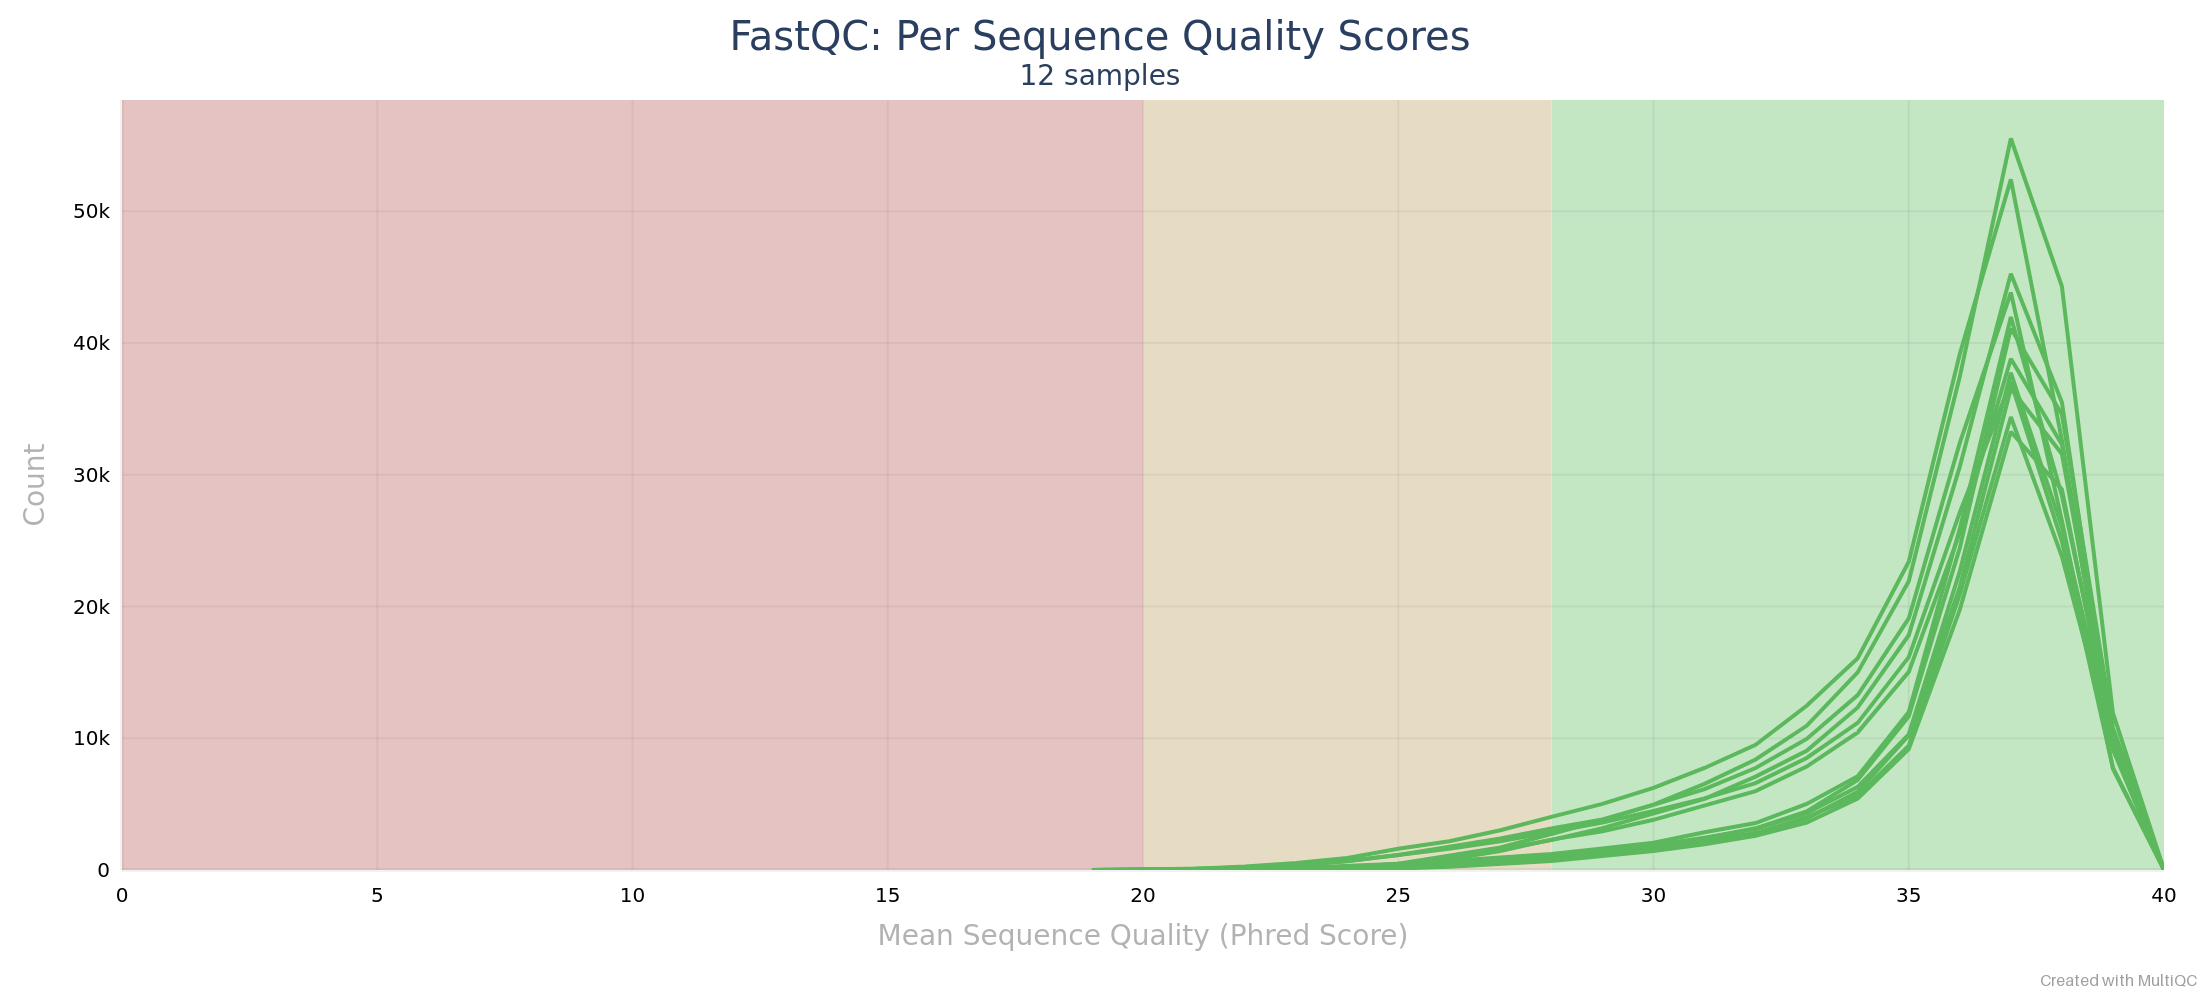 FastQC: Per Sequence Quality Scores
12 samples
50k
40k
30k
20k
10k
0
Count
0 5 10 15 20 25 30 35 40
Mean Sequence Quality (Phred Score)
Created with MultiQC